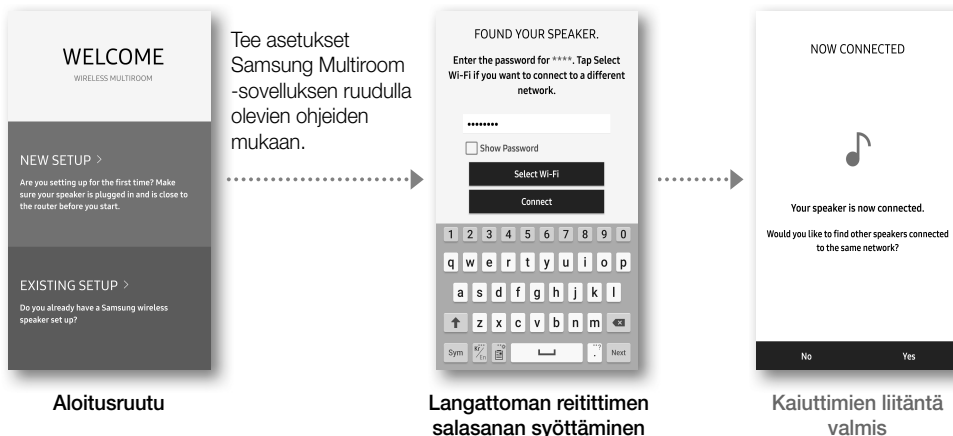 WELCOME
WIRELESS MULTIROOM
NEW SETUP >
Are you setting up for the first time? Make
sure your speaker is plugged in and is close to
the router before you start.
EXISTING SETUP >
Do you already have a Samsung wireless
speaker set up?
Aloitusruutu
Tee asetukset
Samsung Multiroom
-sovelluksen ruudulla
olevien ohjeiden
mukaan.
FOUND YOUR SPEAKER.
Enter the password for ****. Tap Select
Wi-Fi if you want to connect to a different
network.
••••••••
Show Password
Select Wi-Fi
Connect
1 2 3 4 5 6 7 8 9 0
q w e r t y u i o p
a s d f g h j k l
z x c v b n m
Sym . Next
Langattoman reitittimen
salasanan syöttäminen
NOW CONNECTED
Your speaker is now connected.
Would you like to find other speakers connected
to the same network?
No Yes
Kaiuttimien liitäntä
valmis